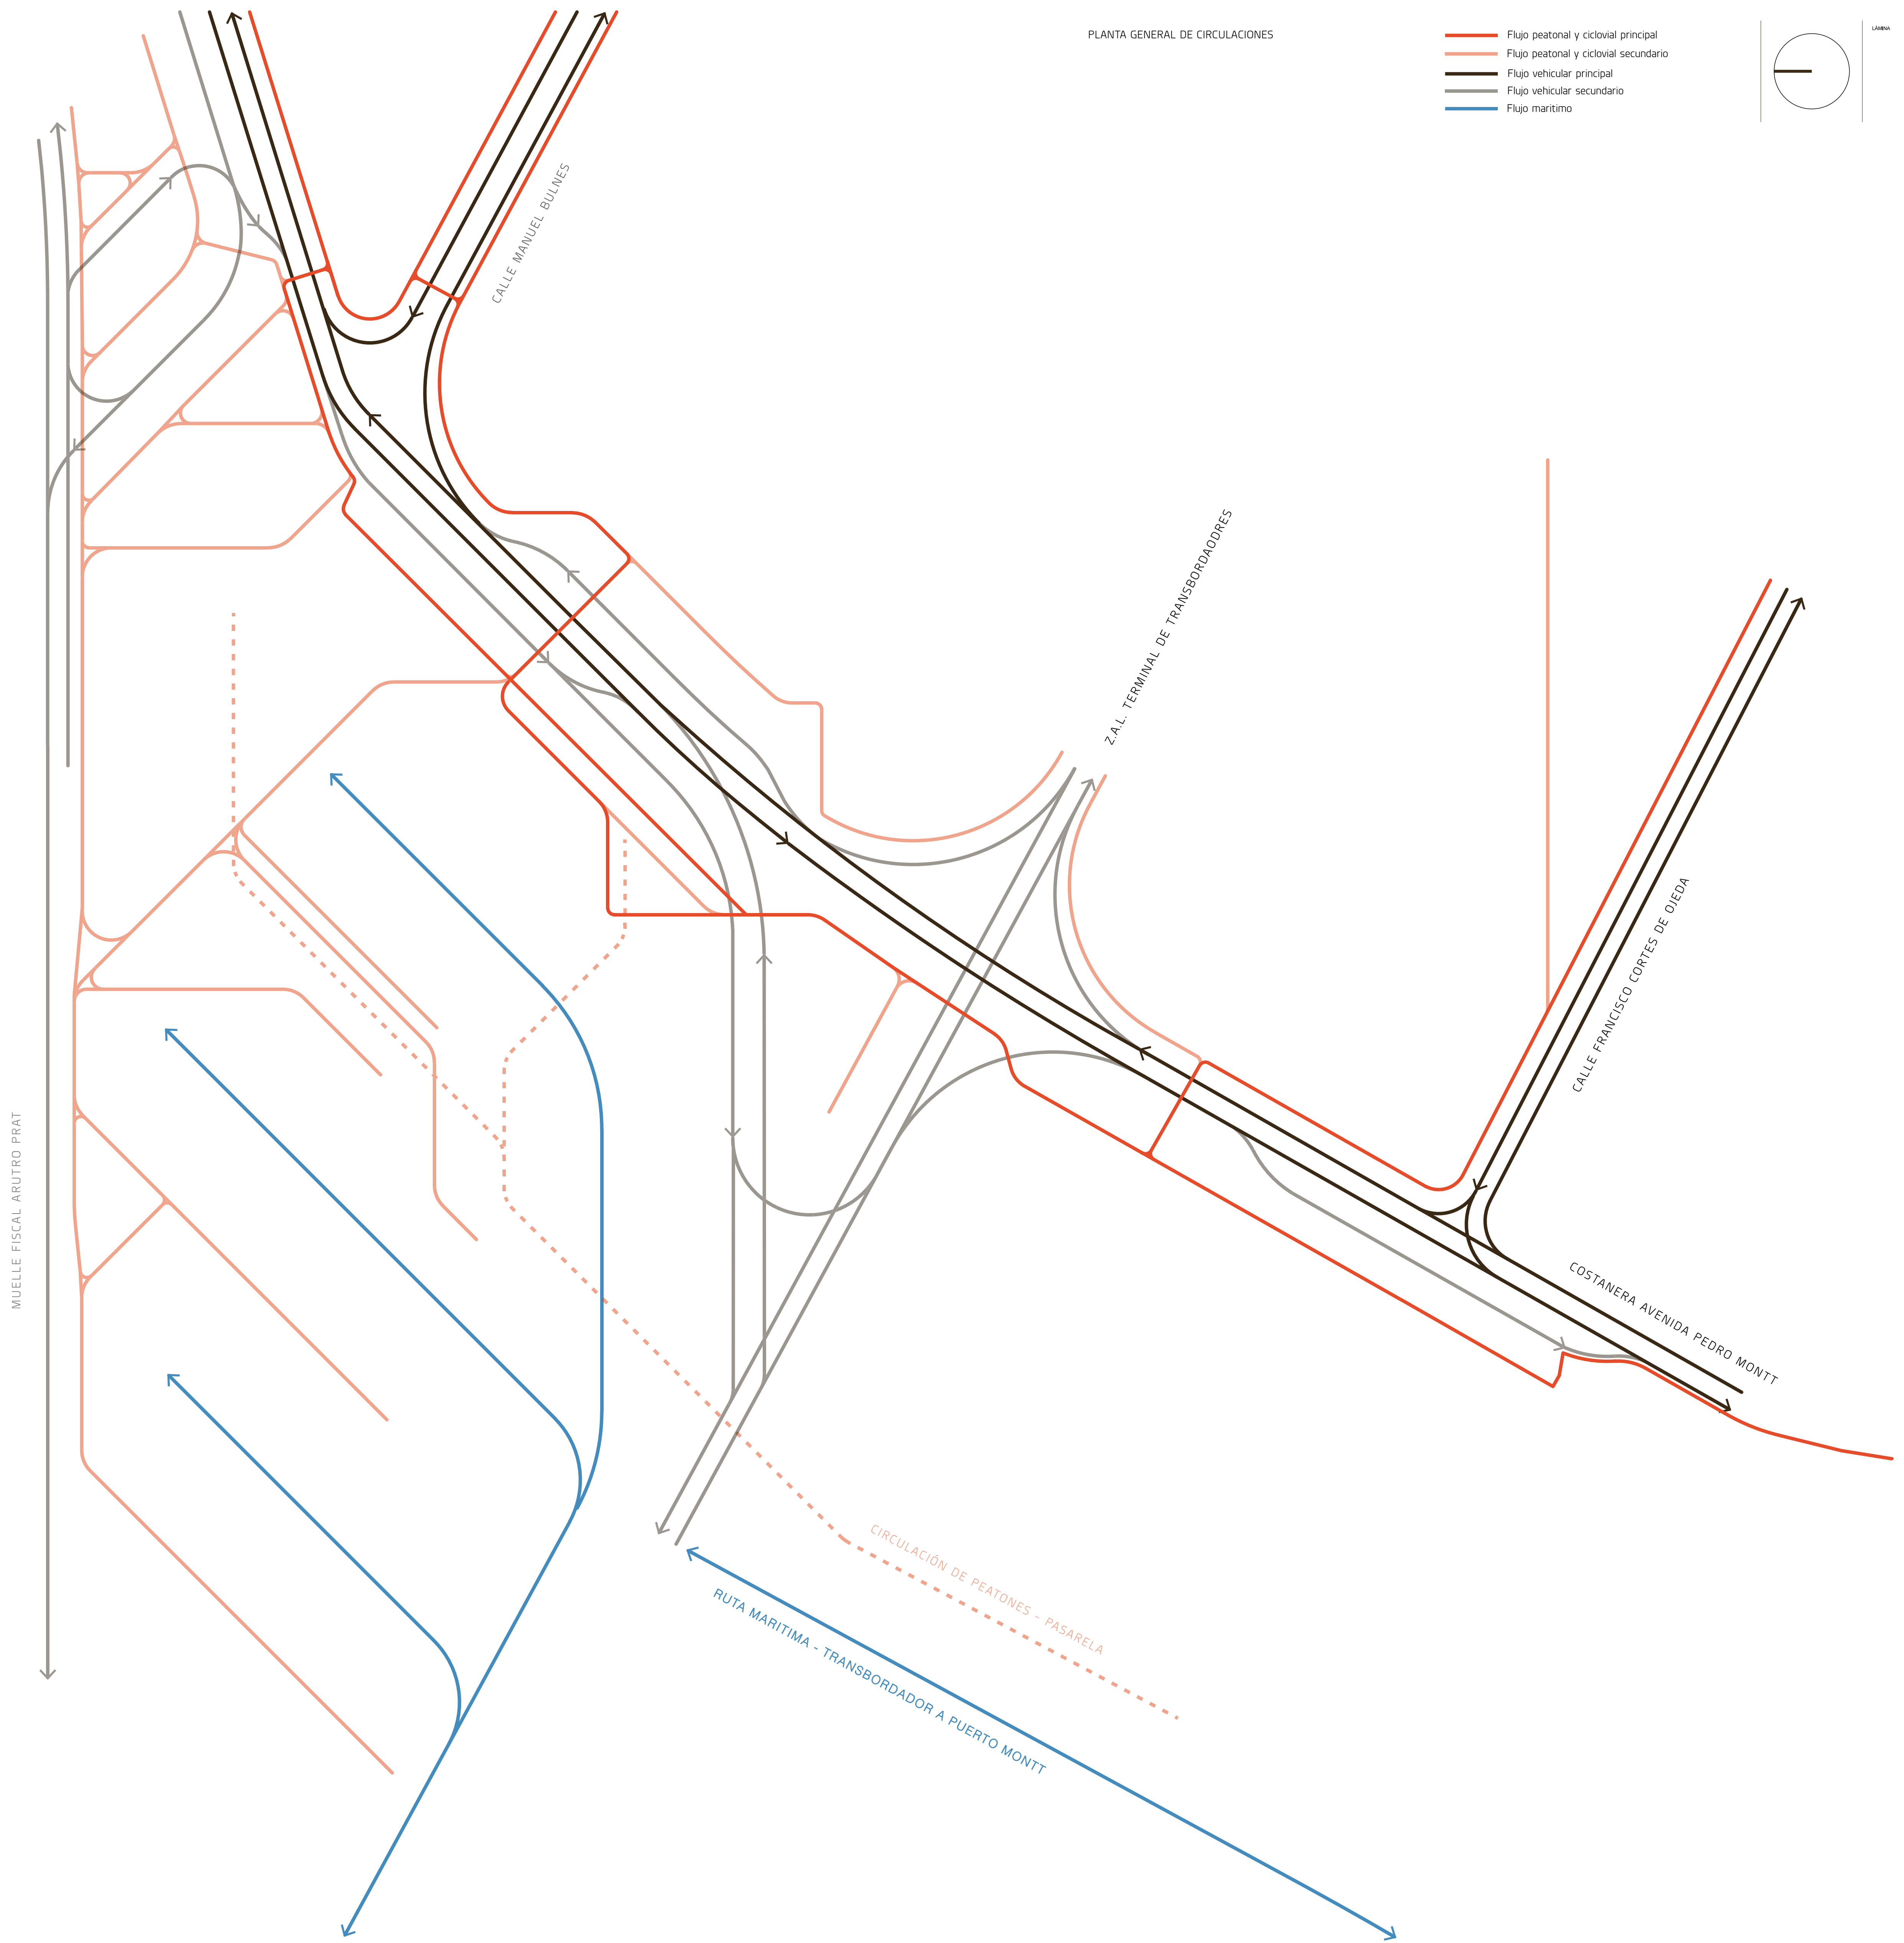 PLANTA GENERAL DE CIRCULACIONES
Flujo peatonal y ciclovial principal
Flujo peatonal y ciclovial secundario
Flujo vehicular principal
Flujo vehicular secundario
Flujo maritimo
LÁMINA
CALLE MANUEL BULNES
Z.A.L. TERMINAL DE TRANSBORDAODRES
CALLE FRANCISCO CORTES DE OJEDA
COSTANERA AVENIDA PEDRO MONTT
MUELLE FISCAL ARUTRO PRAT
CIRCULACIÓN DE PEATONES - PASARELA
RUTA MARITIMA - TRANSBORDADOR A PUERTO MONTT